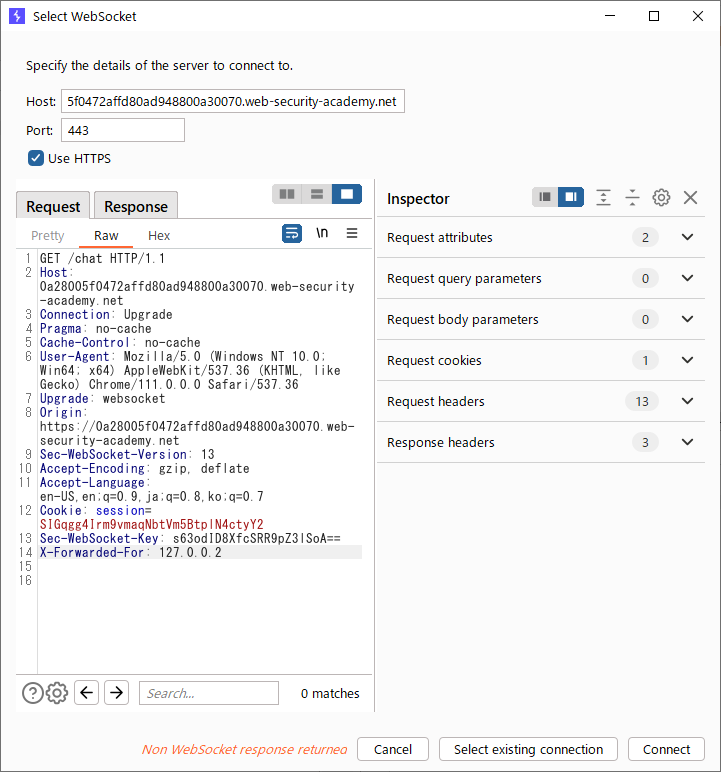 Select WebSocket
Specify the details of the server to connect to.
Host: 5f0472affd80ad948800a30070.web-security-academy.net
Port: 443
Use HTTPS
Request Response
Pretty Raw Hex \n
1 GET /chat HTTP/1.1
2 Host:
0a28005f0472affd80ad948800a30070.web-security
-academy.net
3 Connection: Upgrade
4 Pragma: no-cache
5 Cache-Control: no-cache
6 User-Agent: Mozilla/5.0 (Windows NT 10.0;
Win64; x64) AppleWebKit/537.36 (KHTML, like
Gecko) Chrome/111.0.0.0 Safari/537.36
7 Upgrade: websocket
8 Origin:
https://0a28005f0472affd80ad948800a30070.web-
security-academy.net
9 Sec-WebSocket-Version: 13
10 Accept-Encoding: gzip, deflate
11 Accept-Language:
en-US,en;q=0.9,ja;q=0.8,ko;q=0.7
12 Cookie: session=
SIGqgg4Irm9vmaqNbtVm5BtplN4ctyY2
13 Sec-WebSocket-Key: s63odID8XfcSRR9pZ3lSoA==
14 X-Forwarded-For: 127.0.0.2
15
16
Search...
0 matches
Inspector
Request attributes 2
Request query parameters 0
Request body parameters 0
Request cookies 1
Request headers 13
Response headers 3
Non WebSocket response returned
Cancel
Select existing connection
Connect